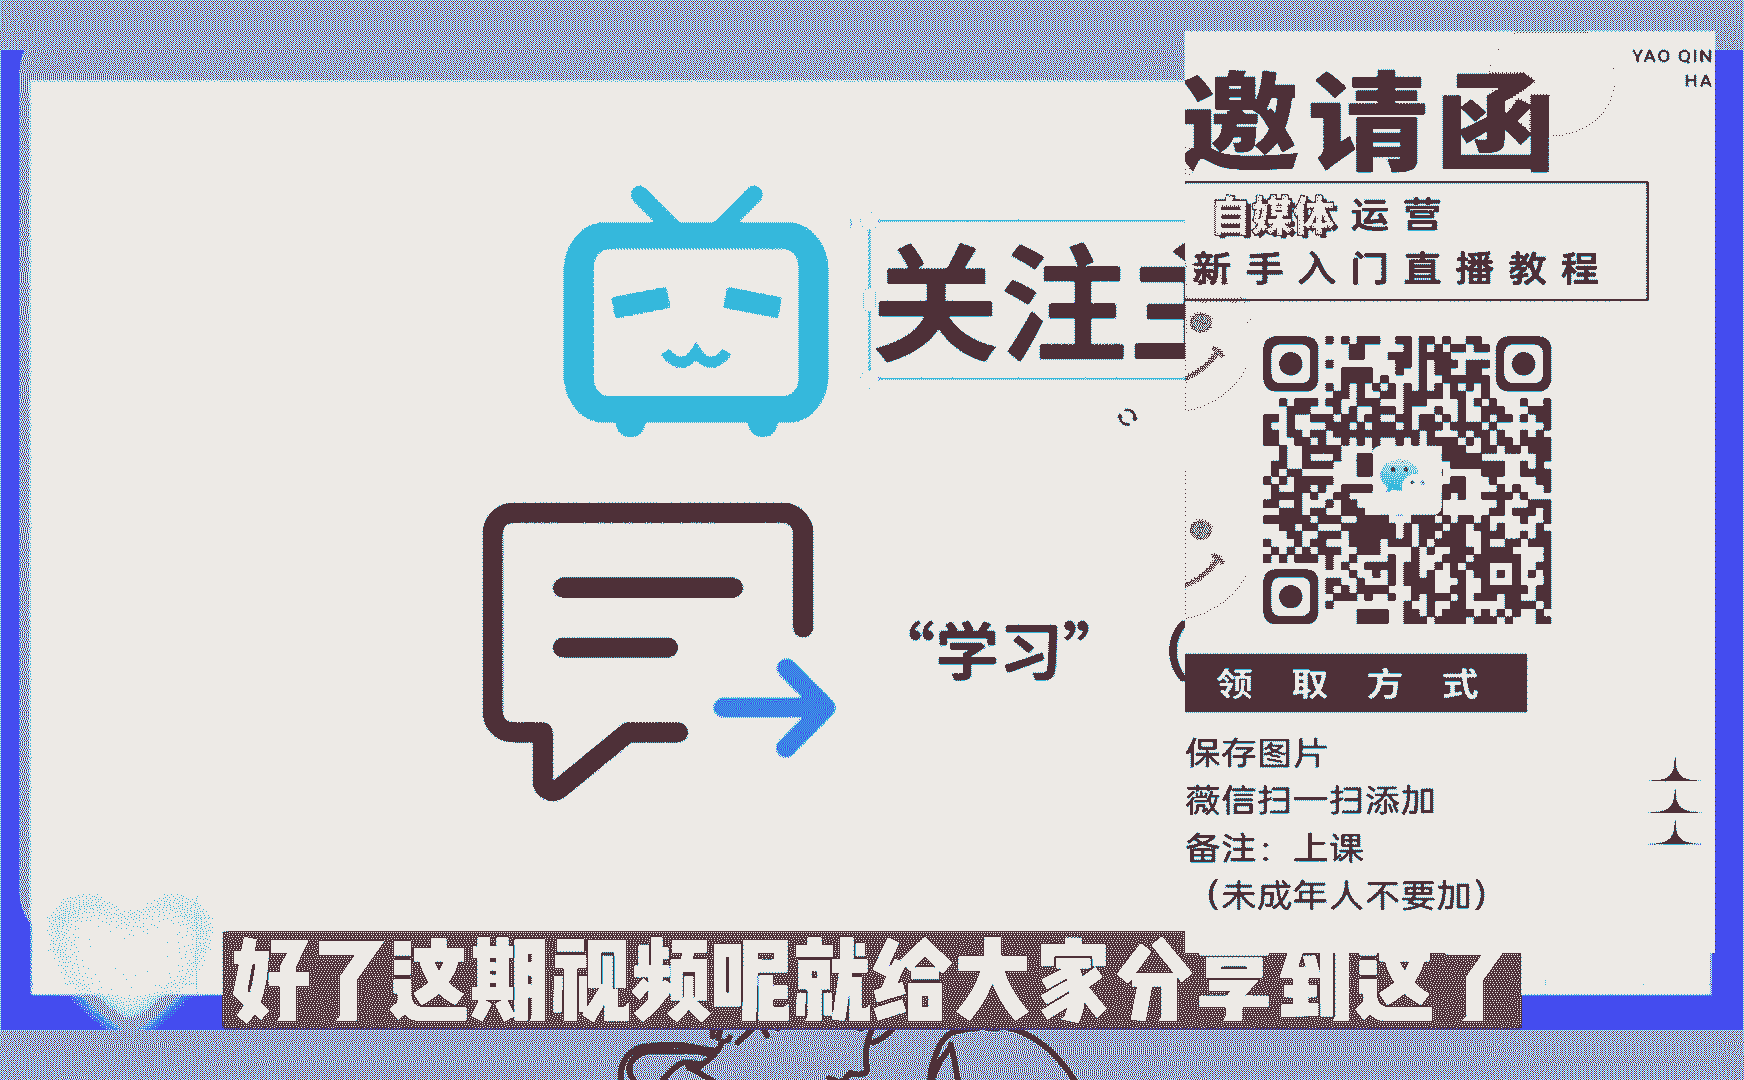 YAO QIN
HA
邀请函
自媒体运营
新手入门直播教程
关注主
“学习”
（
领取方式
保存图片
薇信扫一扫添加
备注：上课
（未成年人不要加）
好了这期视频呢就给大家分享到这了